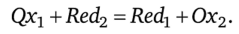 Qx₁ + Red₂ = Red₁ + Ox₂.